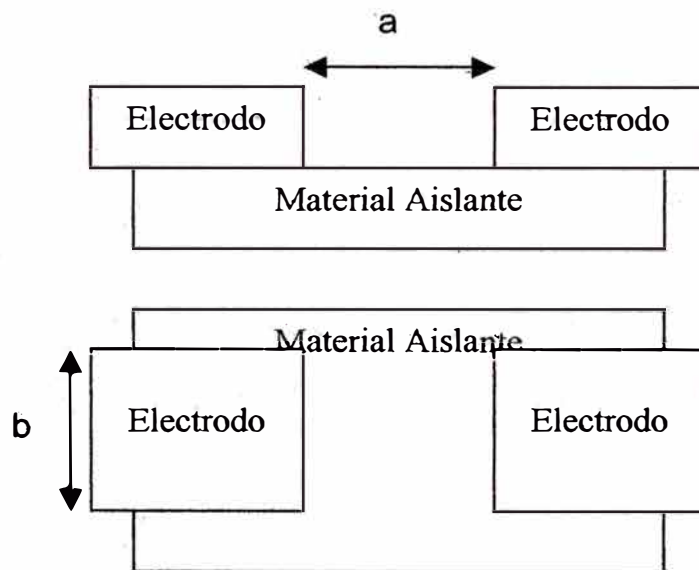 a
Electrodo Electrodo
Material Aislante
Material Aislante
b Electrodo Electrodo